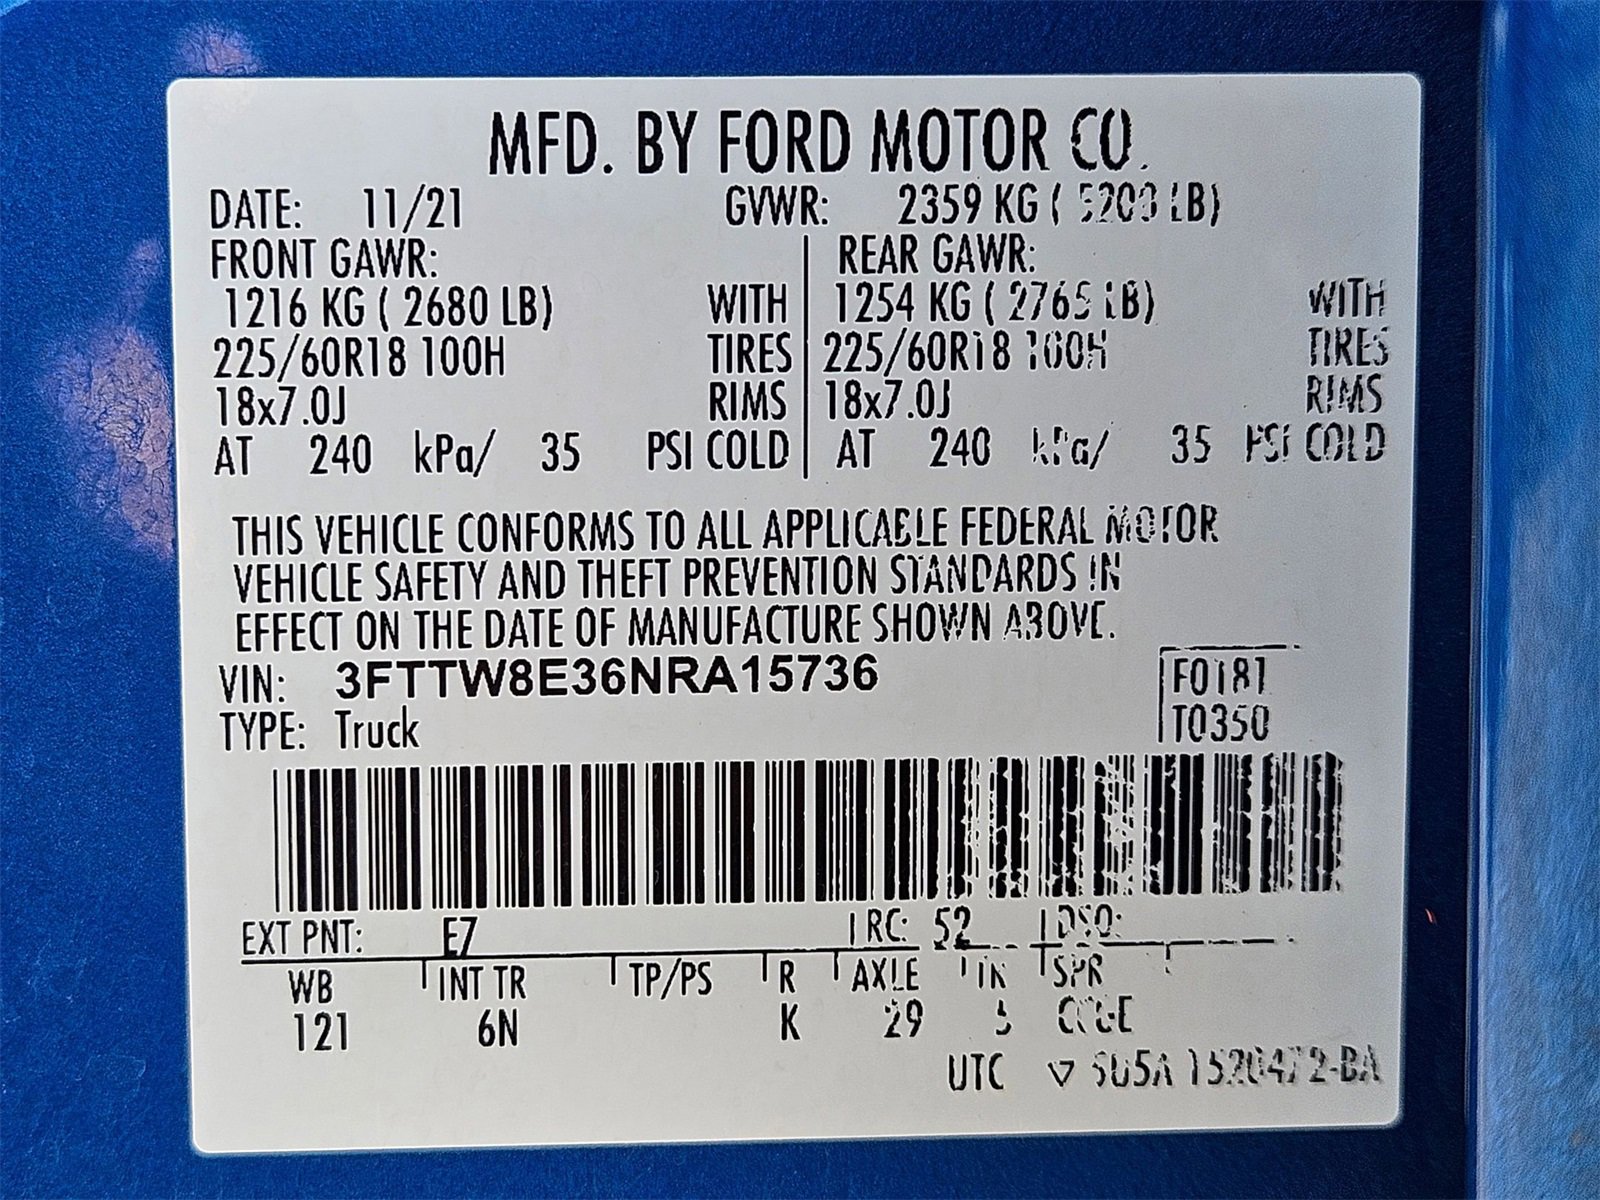 MFD. BY FORD MOTOR CO.
DATE: 11/21 GVWR: 2359 KG ( 5200 LB)
FRONT GAWR: REAR GAWR:
1216 KG ( 2680 LB) WITH 1254 KG ( 2765 LB) WITH
225/60R18 100H TIRES 225/60R18 100H TIRES
18x7.0J RIMS 18x7.0J RIMS
AT 240 kPa/ 35 PSI COLD AT 240 kPa/ 35 PSI COLD
THIS VEHICLE CONFORMS TO ALL APPLICABLE FEDERAL MOTOR
VEHICLE SAFETY AND THEFT PREVENTION STANDARDS IN
EFFECT ON THE DATE OF MANUFACTURE SHOWN ABOVE.
VIN: 3FTTW8E36NRA15736 F0181
TYPE: Truck T0350
EXT PNT: E7 RC: 52 DSO:
WB INT TR TP/PS R AXLE TR SPR
121 6N K 29
UTC